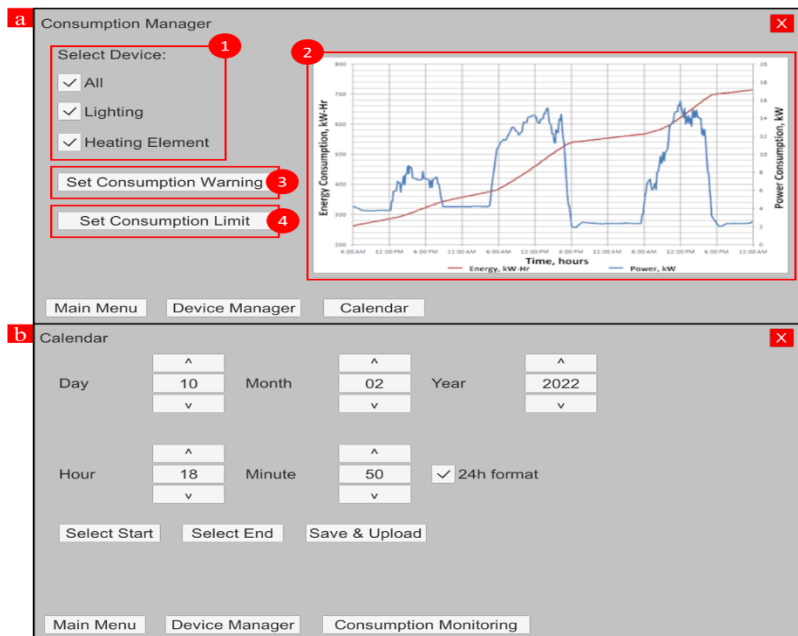 a
Consumption Manager
X
Select Device:
1
All
Lighting
Heating Element
Set Consumption Warning
3
Set Consumption Limit
4
2
Energy Consumption, kW-Hr
800
700
600
500
400
300
200
Power Consumption, kW
20
18
16
14
12
10
8
6
4
2
0
6:00 AM 12:00 PM 6:00 PM 12:00 AM 6:00 AM 12:00 PM 6:00 PM 12:00 AM 6:00 AM 12:00 PM 6:00 PM 12:00 AM
Time, hours
Energy, kW-Hr Power, kW
Main Menu Device Manager Calendar
b
Calendar
X
Day 10 Month 02 Year 2022
Hour 18 Minute 50 24h format
Select Start Select End Save & Upload
Main Menu Device Manager Consumption Monitoring